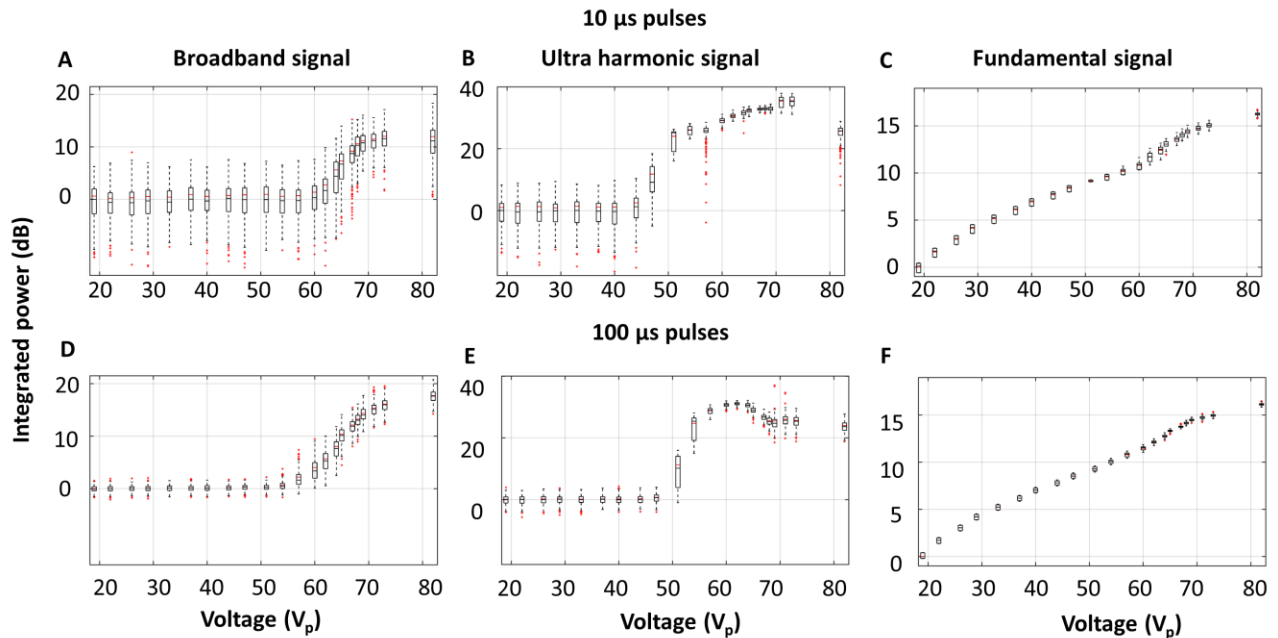 10 µs pulses
A Broadband signal
B Ultra harmonic signal
C Fundamental signal
Integrated power (dB)
20
10
0
20 30 40 50 60 70 80
40
20
0
20 30 40 50 60 70 80
15
10
5
0
20 30 40 50 60 70 80
100 µs pulses
D
20
10
0
20 30 40 50 60 70 80
Voltage (Vp)
E
40
20
0
20 30 40 50 60 70 80
Voltage (Vp)
F
15
10
5
0
20 30 40 50 60 70 80
Voltage (Vp)